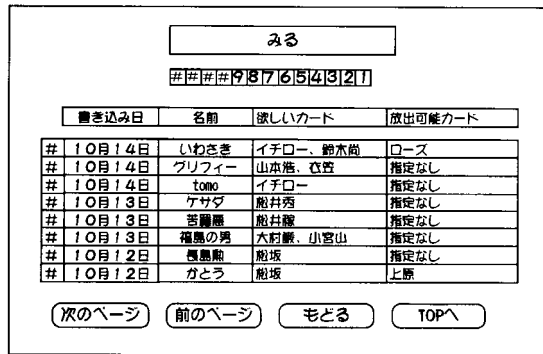 みる
####987654321
書き込み日 名前 欲しいカード 放出可能カード
# 10月14日 いわさき イチロー、鈴木尚 ローズ
# 10月14日 グリフィー 山本浩、衣笠 指定なし
# 10月14日 tomo イチロー 指定なし
# 10月13日 ケサダ 松井秀 指定なし
# 10月13日 松井稼 指定なし
# 10月13日 福島の男 大村巌、小宮山 指定なし
# 10月12日 長島勲 松坂 指定なし
# 10月12日 かとう 松坂 上原
次のページ 前のページ もどる TOPへ